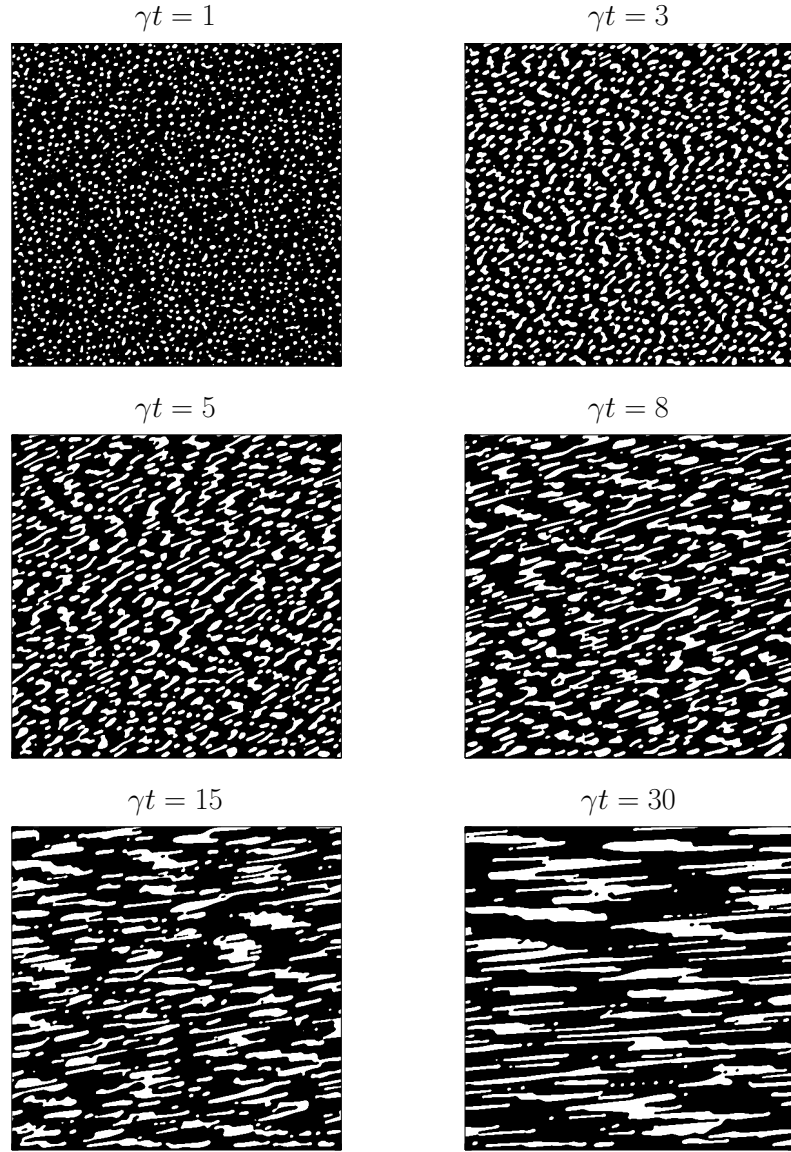 γt = 1
γt = 3
γt = 5
γt = 8
γt = 15
γt = 30